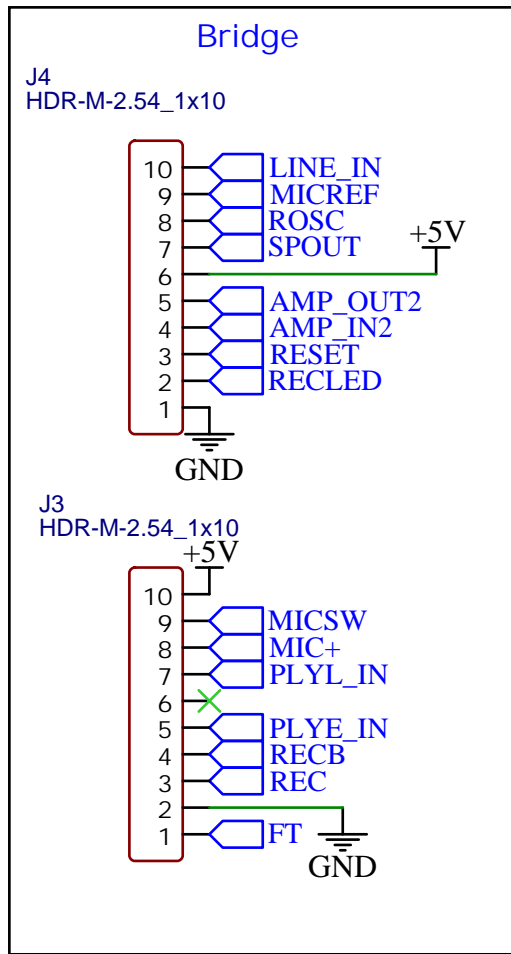 Bridge
J4
HDR-M-2.54_1x10
10 LINE_IN
9 MICREF
8 ROSC
7 SPOUT
+5V
6
5 AMP_OUT2
4 AMP_IN2
3 RESET
2 RECLED
1
GND
J3
HDR-M-2.54_1x10
+5V
10
9 MICSW
8 MIC+
7 PLYL_IN
6
5 PLYE_IN
4 RECB
3 REC
2
1 FT
GND